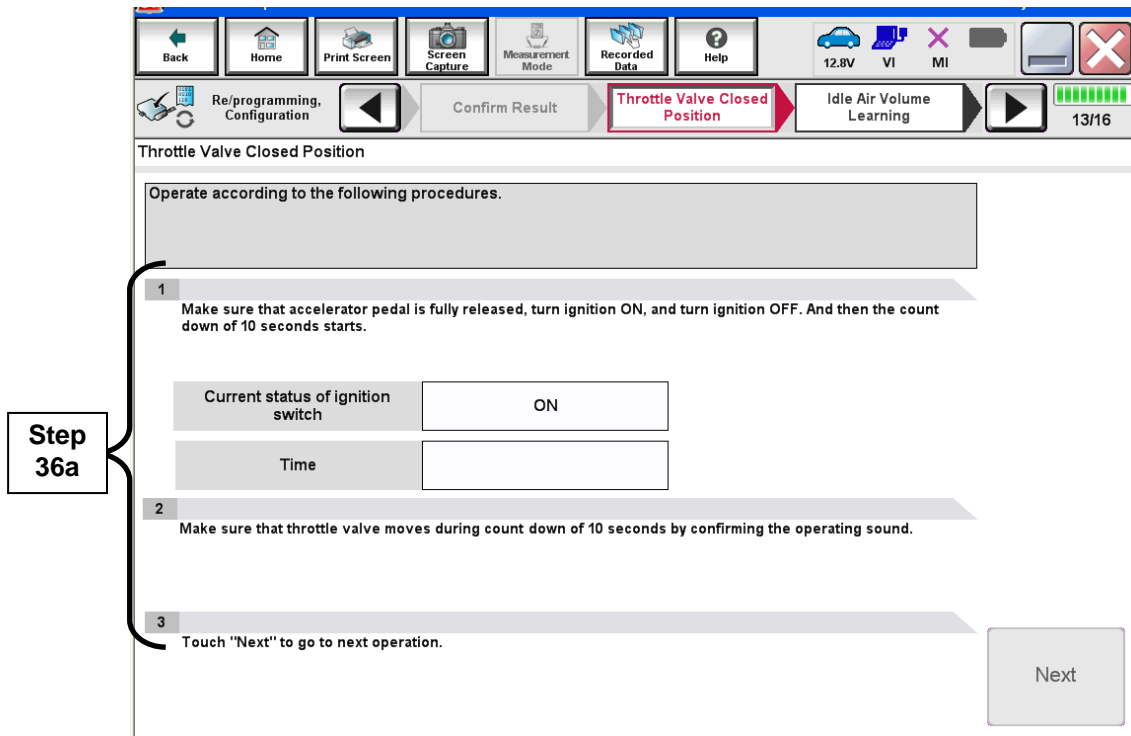 Back
Home
Print Screen
Screen
Capture
Measurement
Mode
Recorded
Data
Help
12.8V
VI
MI
Re/programming,
Configuration
Confirm Result
Throttle Valve Closed
Position
Idle Air Volume
Learning
13/16
Throttle Valve Closed Position
Operate according to the following procedures.
1
Make sure that accelerator pedal is fully released, turn ignition ON, and turn ignition OFF. And then the count
down of 10 seconds starts.
Current status of ignition
switch
ON
Step
36a
Time
2
Make sure that throttle valve moves during count down of 10 seconds by confirming the operating sound.
3
Touch "Next" to go to next operation.
Next